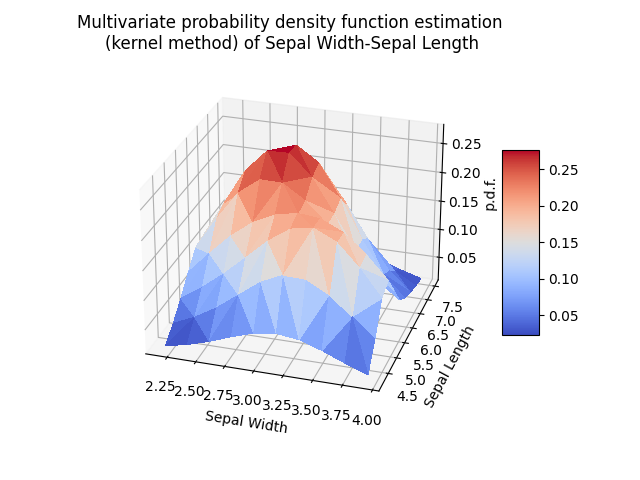 Multivariate probability density function estimation
(kernel method) of Sepal Width-Sepal Length
0.25
0.20
0.15
0.10
0.05
p.d.f.
0.25
0.20
0.15
0.10
0.05
7.5
7.0
6.5
6.0
5.5
5.0
4.5
Sepal Length
2.25 2.50 2.75 3.00 3.25 3.50 3.75 4.00
Sepal Width